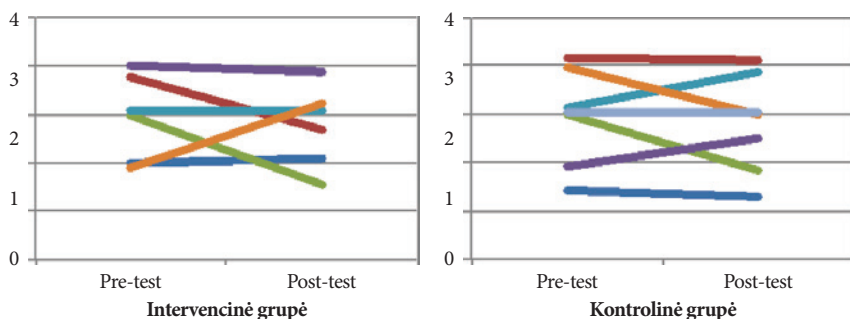 4
3
2
1
0
Pre-test Post-test
Intervencinė grupė
4
3
2
1
0
Pre-test Post-test
Kontrolinė grupė